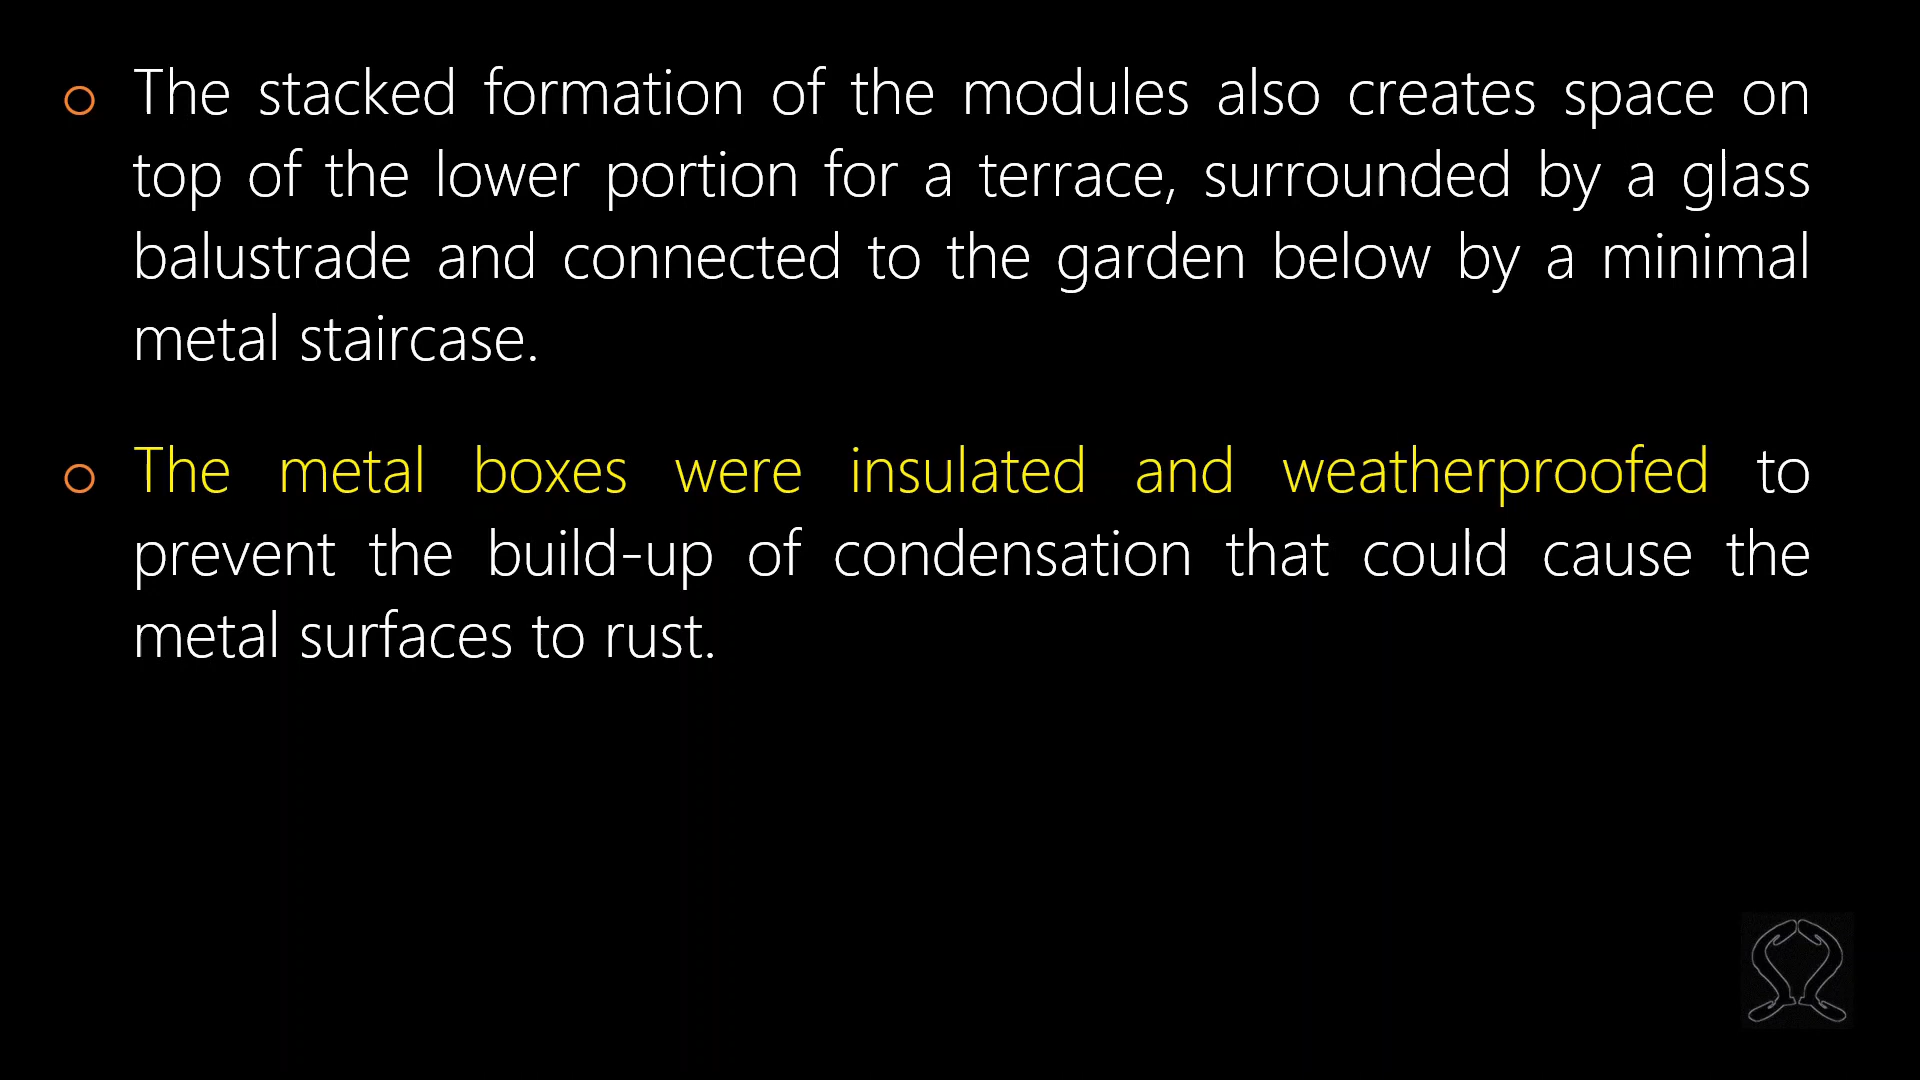 The stacked formation of the modules also creates space on
top of the lower portion for a terrace, surrounded by a glass
balustrade and connected to the garden below by a minimal
metal staircase.
The metal boxes were insulated and weatherproofed to
prevent the build-up of condensation that could cause the
metal surfaces to rust.